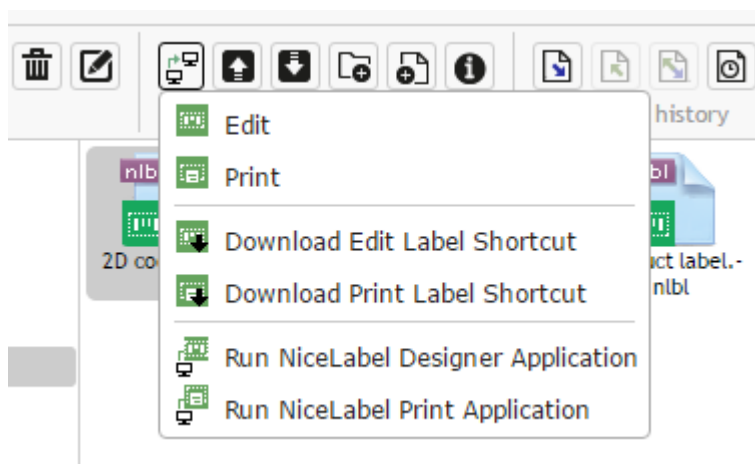 history
Edit
nlb
bl
Print
Download Edit Label Shortcut
2D co
uct label.-
Download Print Label Shortcut
nlbl
Run NiceLabel Designer Application
Run NiceLabel Print Application